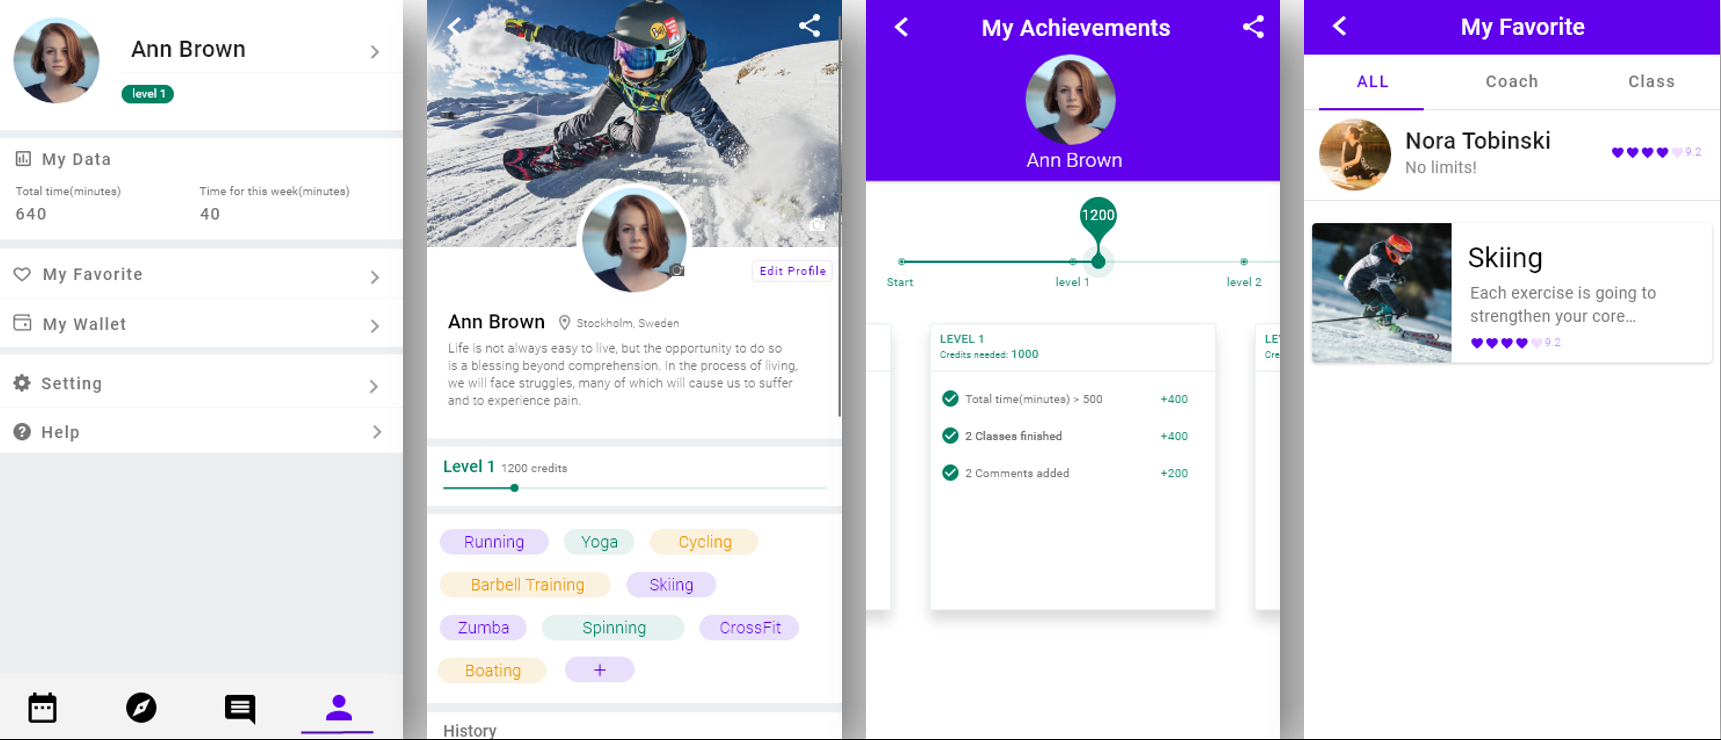 Ann Brown
level 1
My Data
Total time(minutes)
Time for this week(minutes)
640
40
My Favorite
My Wallet
Setting
Help
Edit Profile
Ann Brown
Stockholm, Sweden
Life is not always easy to live, but the opportunity to do so
is a blessing beyond comprehension. In the process of living,
we will face struggles, many of which will cause us to suffer
and to experience pain.
Level 1 1200 credits
Running Yoga Cycling
Barbell Training Skiing
Zumba Spinning CrossFit
Boating +
History
My Achievements
Ann Brown
1200
Start level 1 level 2
LEVEL 1
Credits needed: 1000
Total time(minutes) > 500 +400
2 Classes finished +400
2 Comments added +200
LE
Cre
My Favorite
ALL Coach Class
Nora Tobinski
No limits!
9.2
Skiing
Each exercise is going to
strengthen your core...
9.2